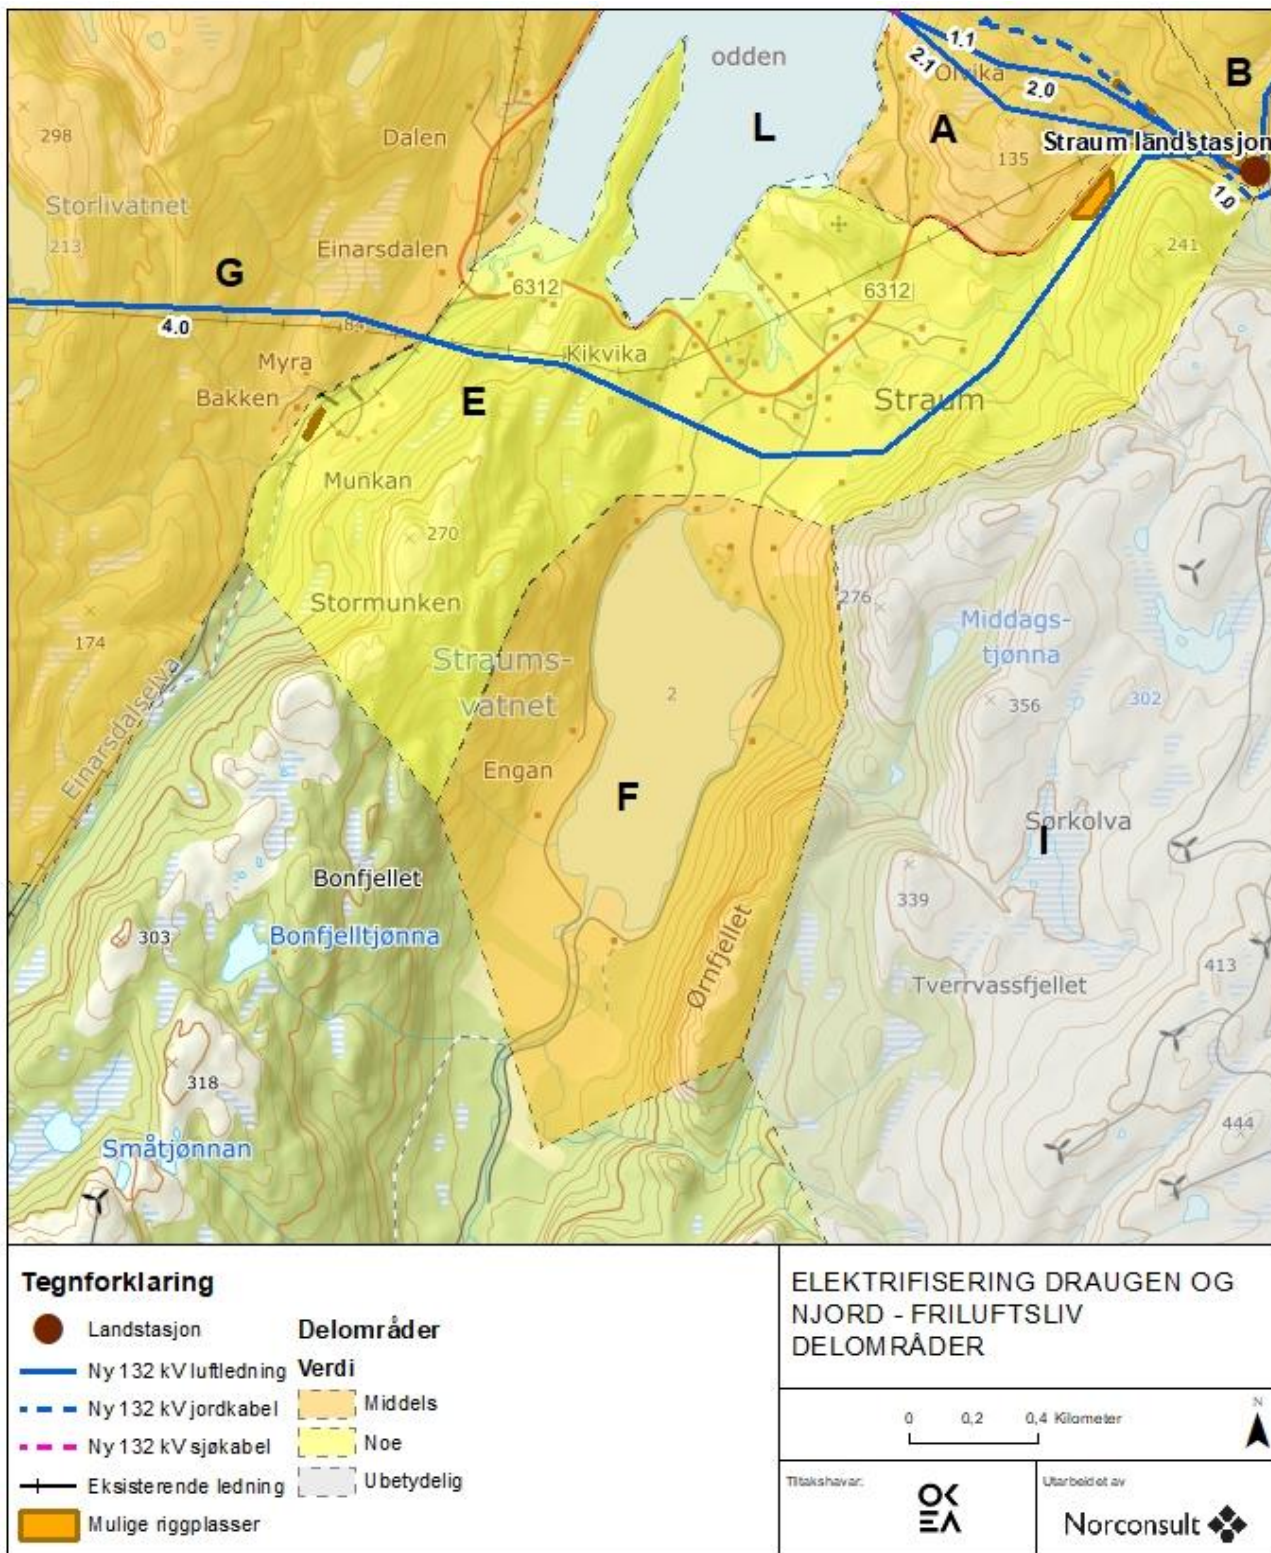 odden
L
Olvika
A
B
1.1
2.1
2.0
135
Straum landstasjon
1.0
298
Dalen
Storlivatnet
213
Einarsdalen
G
4.0
84
6312
6312
241
Myra
Bakken
E
Kikvika
Straum
Munkan
270
Stormunken
174
Einarsdalselva
Straums-
vatnet
2
276
Middags-
tjønna
356
302
Engan
F
Sørkolva
I
339
Bonfjellet
303
Bonfjelltjønna
Ørnfjellet
Tverrvassfjellet
413
318
Småtjønnan
444
Tegnforklaring
Landstasjon
Ny 132 kV luftledning
Ny 132 kV jordkabel
Ny 132 kV sjøkabel
Eksisterende ledning
Mulige riggplasser
Delområder
Verdi
Middels
Noe
Ubetydelig
ELEKTRIFISERING DRAUGEN OG
NJORD - FRILUFTSLIV
DELOMRÅDER
0 0,2 0,4 Kilometer
N
Tiltakshaver:
OKEA
Utarbeidet av
Norconsult